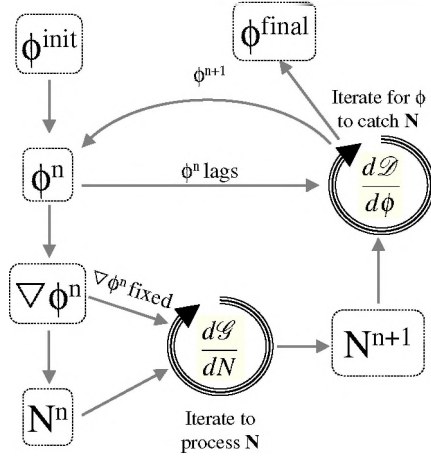 ϕ^init
ϕ^final
ϕ^n+1
Iterate for ϕ
to catch N
ϕ^n
ϕ^n lags
d𝒟
dϕ
∇ϕ^n
∇ϕ^n fixed
d𝒢
dN
N^n+1
N^n
Iterate to
process N